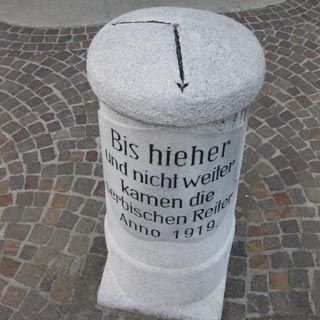 Bis hieher
und nicht weiter
kamen die
serbischen Reiter
Anno 1919.